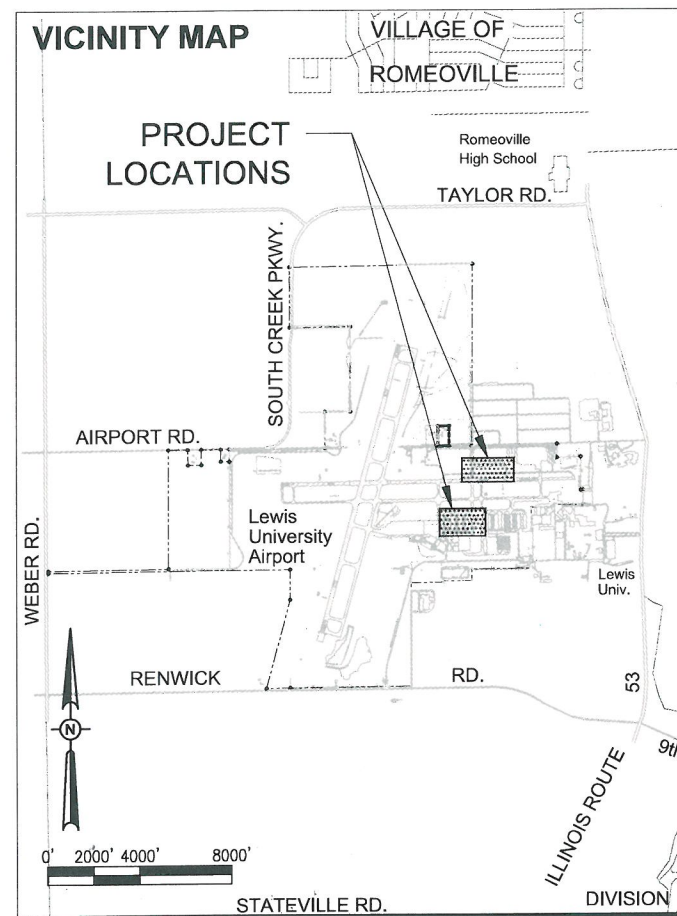 VICINITY MAP
VILLAGE OF
ROMEOVILLE
PROJECT
LOCATIONS
Romeoville
High School
TAYLOR RD.
SOUTH CREEK PKWY.
AIRPORT RD.
Lewis
University
Airport
WEBER RD.
Lewis
Univ.
RENWICK
RD.
53
N
9th
ILLINOIS ROUTE
0' 2000' 4000' 8000'
STATEVILLE RD.
DIVISION